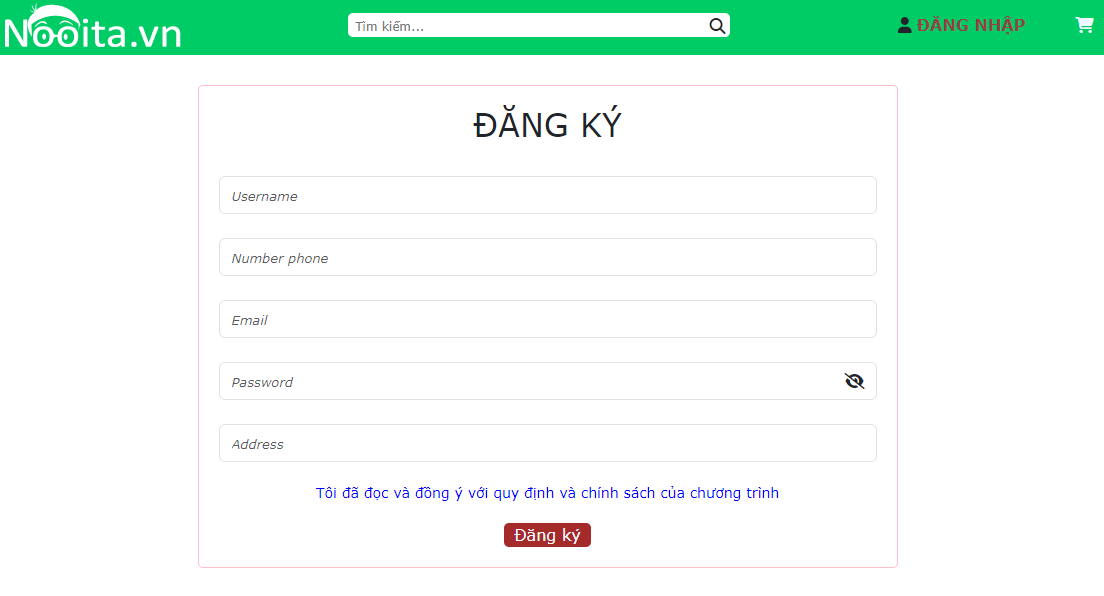 Nooita.vn
Tìm kiếm...
ĐĂNG NHẬP
ĐĂNG KÝ
Username
Number phone
Email
Password
Address
Tôi đã đọc và đồng ý với quy định và chính sách của chương trình
Đăng ký